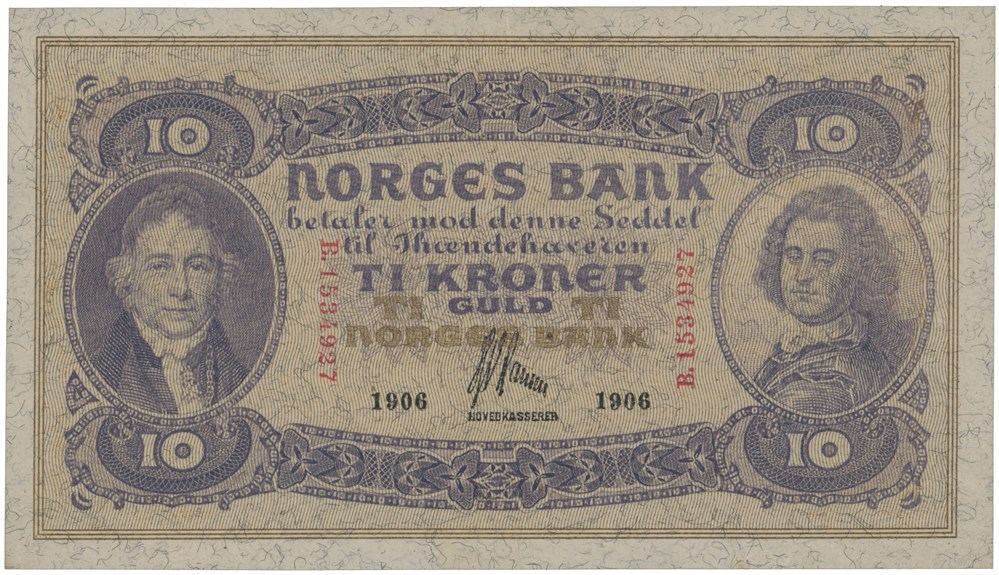 10 10
NORGES BANK
betaler mod denne Seddel
til Ihændehaveren
TI KRONER
GULD
TI TI
NORGES BANK
B.1534927 B.1534927
1906 1906
HOVEDKASSERER
10 10